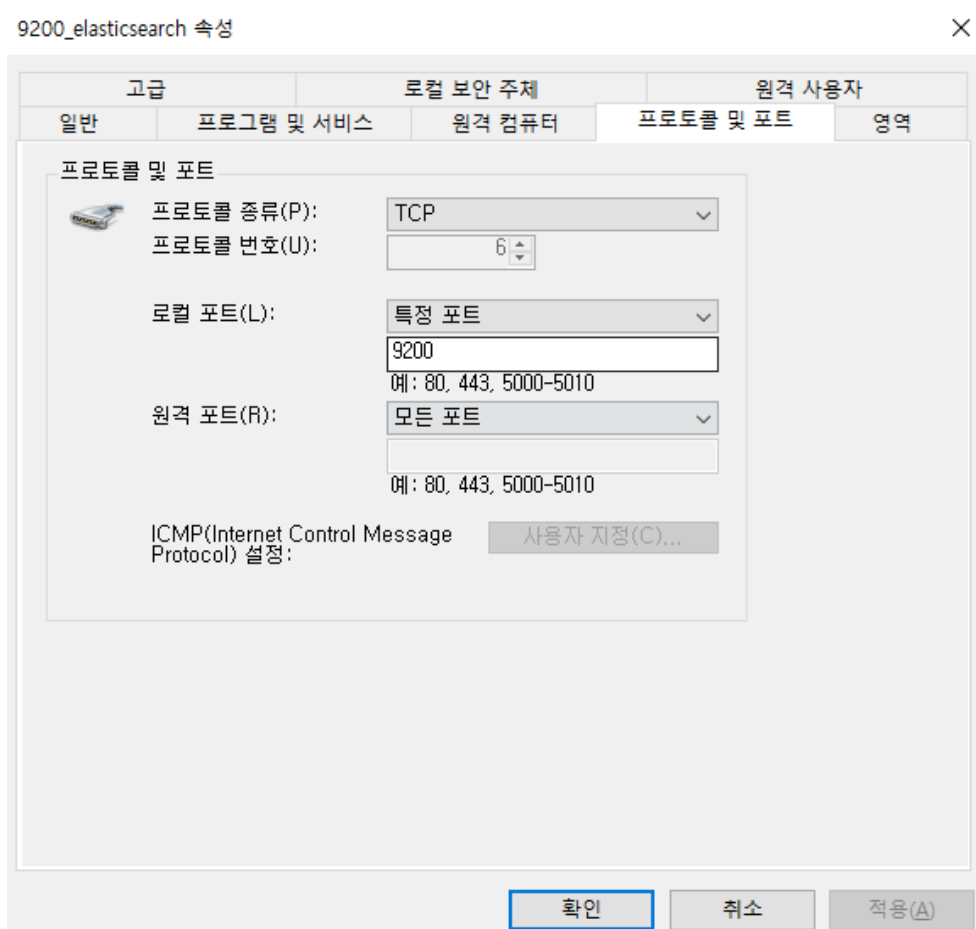 9200_elasticsearch 속성
고급 로컬 보안 주체 원격 사용자
일반 프로그램 및 서비스 원격 컴퓨터 프로토콜 및 포트 영역
프로토콜 및 포트
프로토콜 종류(P): TCP
프로토콜 번호(U): 6
로컬 포트(L): 특정 포트
9200
예: 80, 443, 5000-5010
원격 포트(R): 모든 포트
예: 80, 443, 5000-5010
ICMP(Internet Control Message 사용자 지정(C)...
Protocol) 설정:
확인 취소 적용(A)